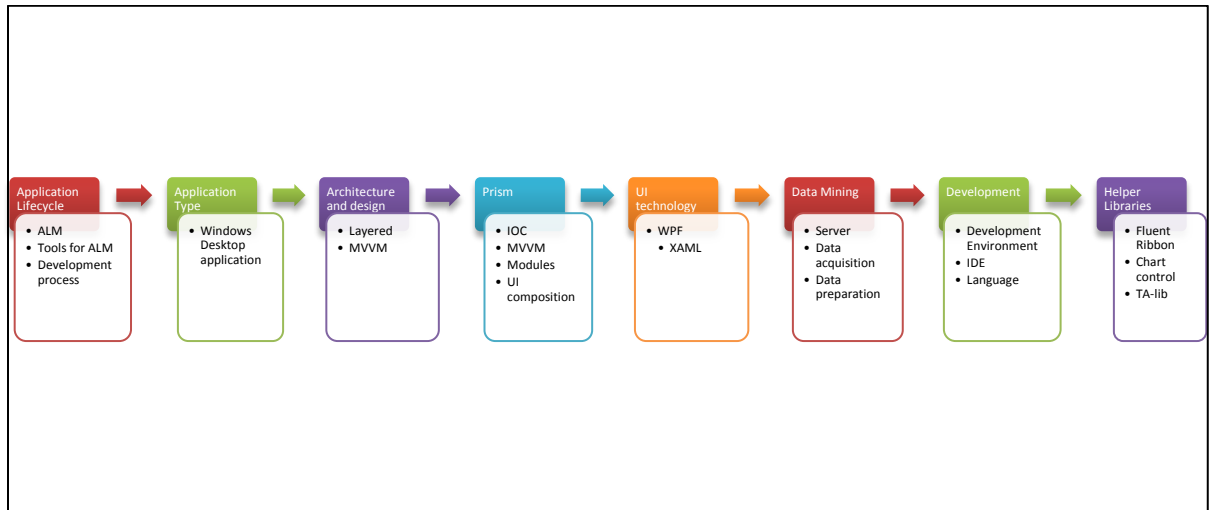 Application
Lifecycle
• ALM
• Tools for ALM
• Development
process
Application
Type
• Windows
Desktop
application
Architecture
and design
• Layered
• MVVM
Prism
• IOC
• MVVM
• Modules
• UI
composition
UI
technology
• WPF
• XAML
Data Mining
• Server
• Data
acquisition
• Data
preparation
Development
• Development
Environment
• IDE
• Language
Helper
Libraries
• Fluent
Ribbon
• Chart
control
• TA-lib